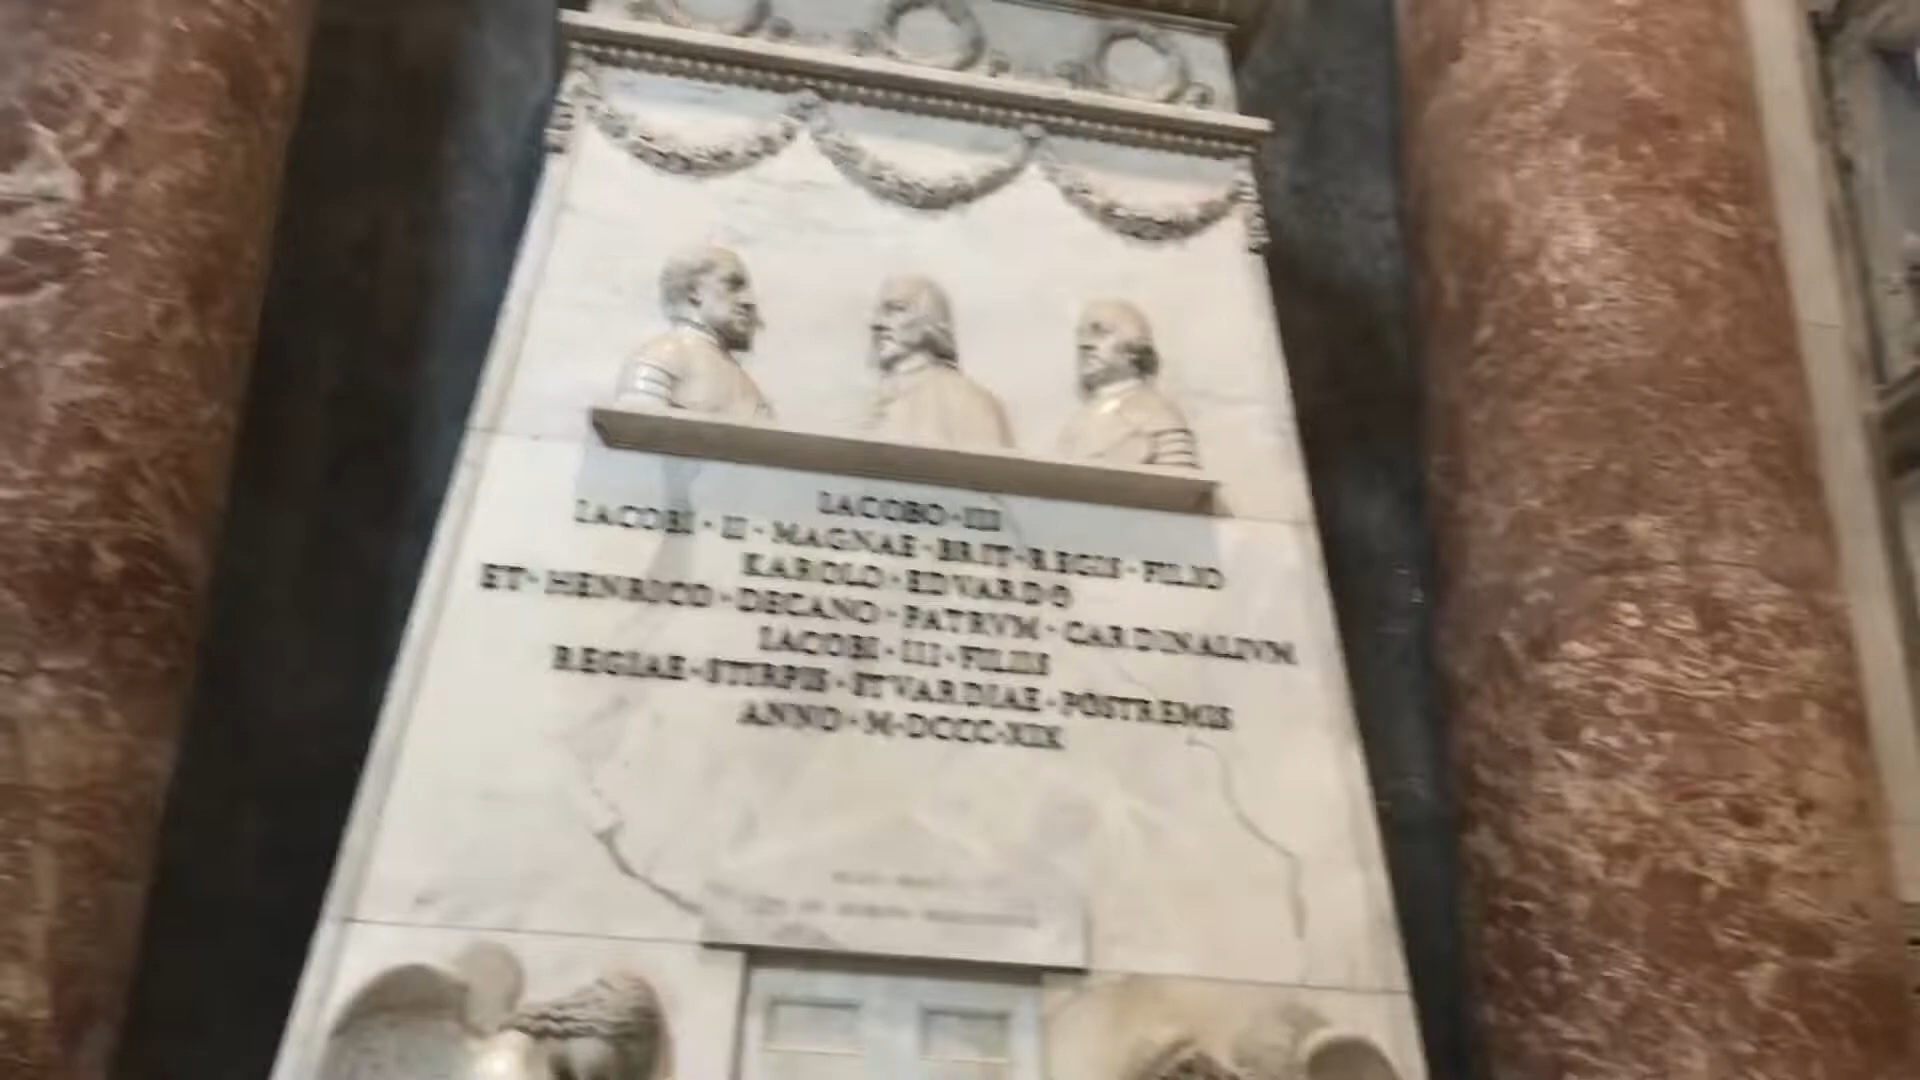 IACOBO·III
IACOBI·II·MAGNAE·BRIT·REGIS·FILIO
KAROLO·EDVARDO
ET·HENRICO·DECANO·PATRVM·CARDINALIVM
IACOBI·III·FILIIS
REGIAE·STIRPIS·STVARDIAE·POSTREMIS
ANNO·M·DCCC·XIX